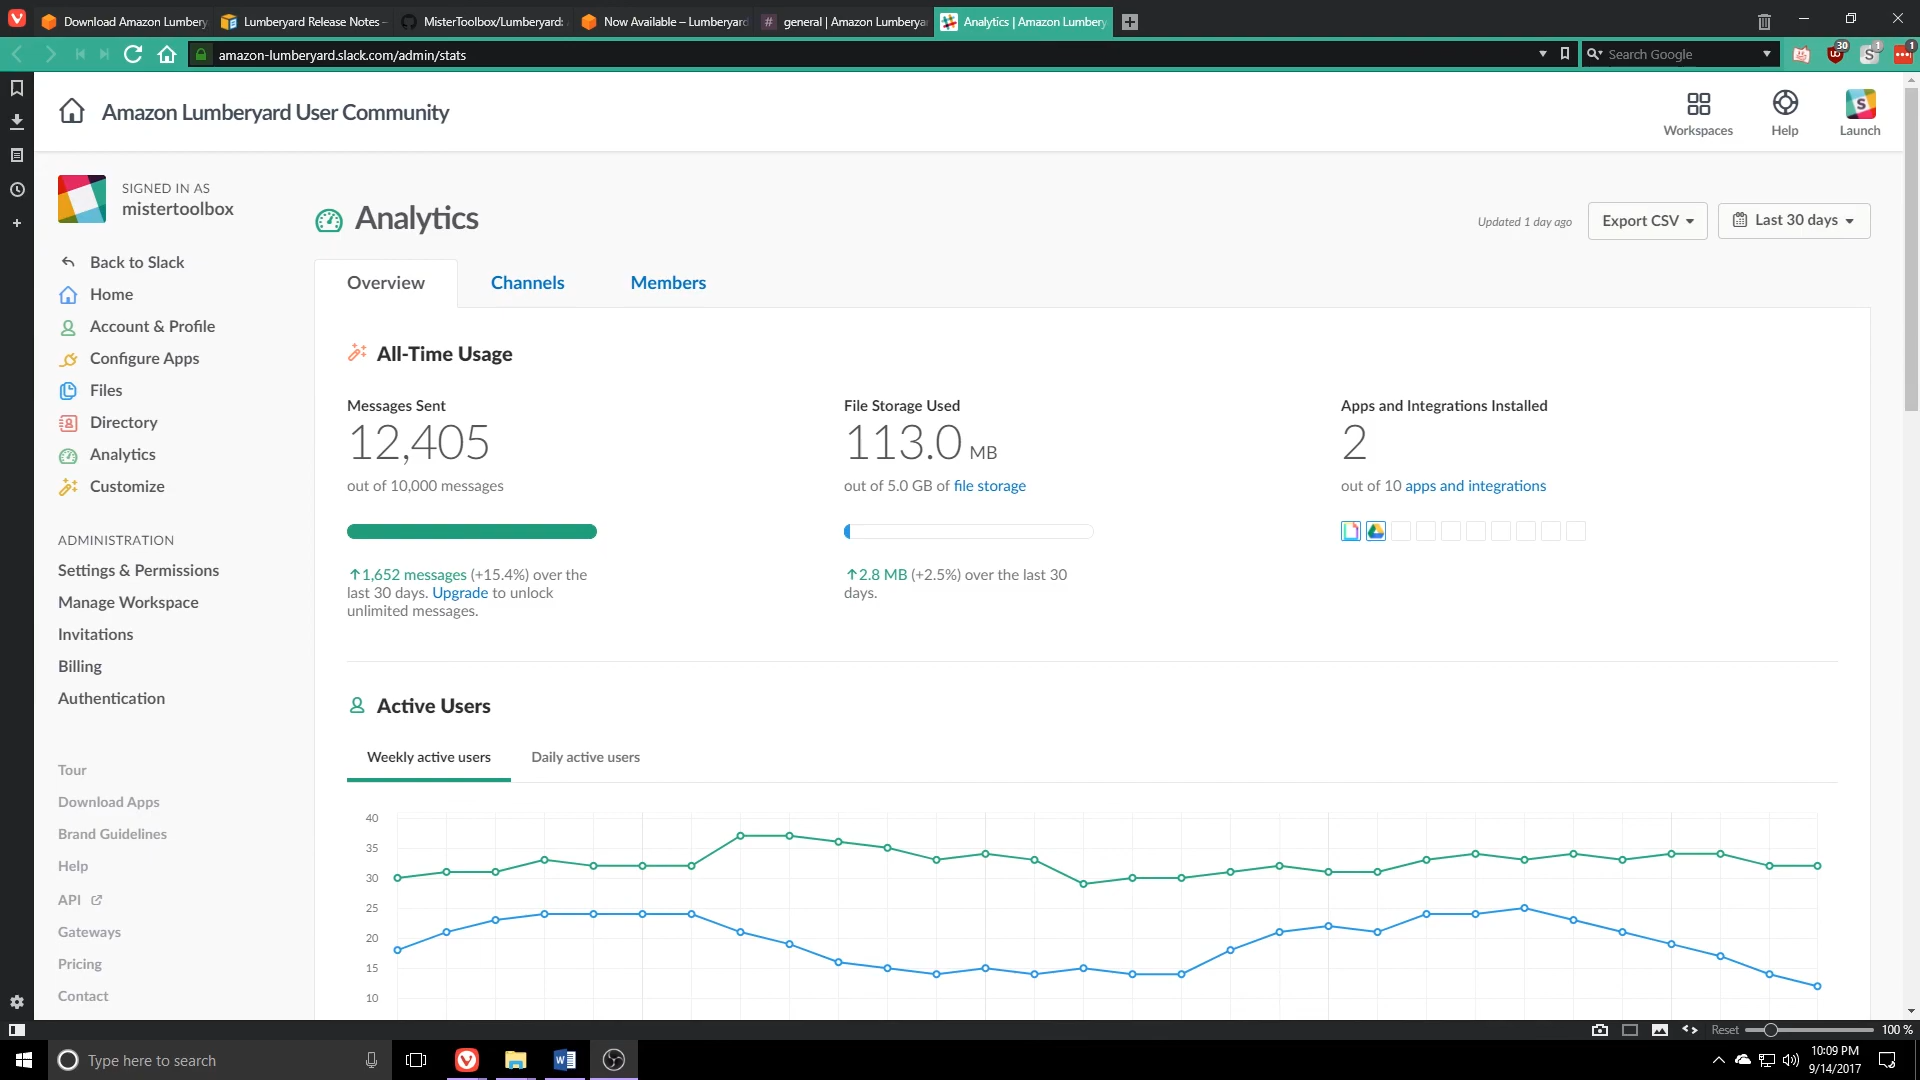 Download Amazon Lumbery
Lumberyard Release Notes –
MisterToolbox/Lumberyard:
Now Available – Lumberyard
# general | Amazon Lumberya
Analytics | Amazon Lumbery
amazon-lumberyard.slack.com/admin/stats
Search Google
30
1
1
Amazon Lumberyard User Community
Workspaces
Help
Launch
SIGNED IN AS
mistertoolbox
Back to Slack
Home
Account & Profile
Configure Apps
Files
Directory
Analytics
Customize
ADMINISTRATION
Settings & Permissions
Manage Workspace
Invitations
Billing
Authentication
Tour
Download Apps
Brand Guidelines
Help
API
Gateways
Pricing
Contact
Analytics
Updated 1 day ago
Export CSV
Last 30 days
Overview
Channels
Members
All-Time Usage
Messages Sent
12,405
out of 10,000 messages
↑1,652 messages (+15.4%) over the
last 30 days. Upgrade to unlock
unlimited messages.
File Storage Used
113.0 MB
out of 5.0 GB of file storage
↑2.8 MB (+2.5%) over the last 30
days.
Apps and Integrations Installed
2
out of 10 apps and integrations
Active Users
Weekly active users
Daily active users
40
35
30
25
20
15
10
Reset
100 %
Type here to search
10:09 PM
9/14/2017